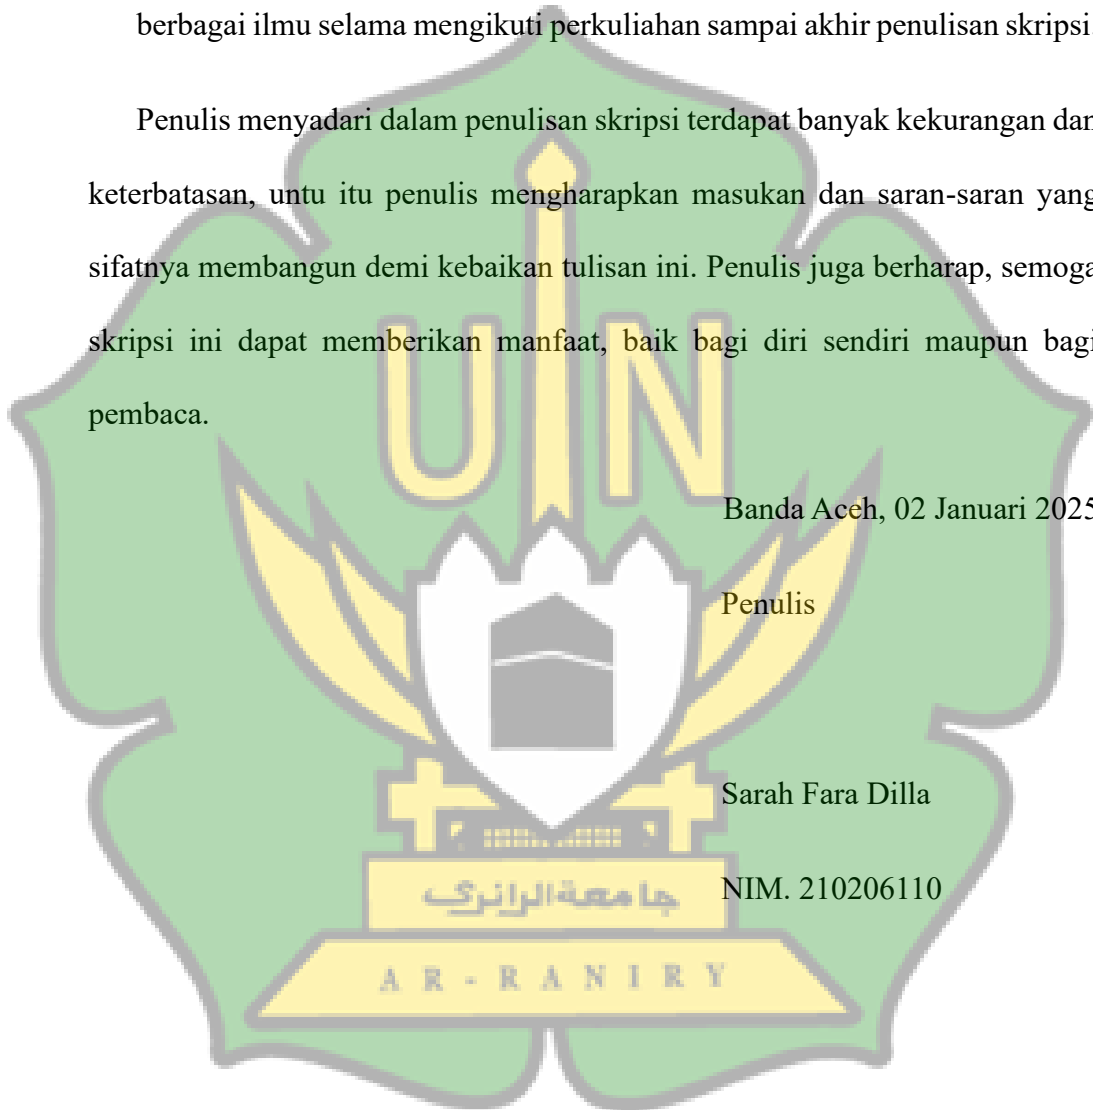 berbagai ilmu selama mengikuti perkuliahan sampai akhir penulisan skripsi
Penulis menyadari dalam penulisan skripsi terdapat banyak kekurangan dan
keterbatasan, untu itu penulis mengharapkan masukan dan saran-saran yang
sifatnya membangun demi kebaikan tulisan ini. Penulis juga berharap, semoga
skripsi ini dapat memberikan manfaat, baik bagi diri sendiri maupun bagi
pembaca.
UIN
Banda Aceh, 02 Januari 2025
Penulis
Sarah Fara Dilla
جامعة الرانري
NIM. 210206110
AR-RANIRY